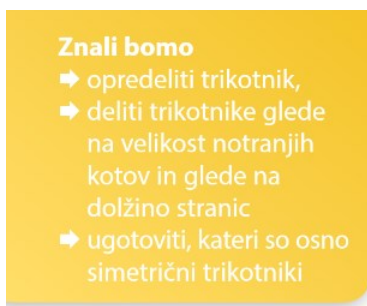 Znali bomo
➡ opredeliti trikotnik,
➡ deliti trikotnike glede
na velikost notranjih
kotov in glede na
dolžino stranic
➡ ugotoviti, kateri so osno
simetrični trikotniki